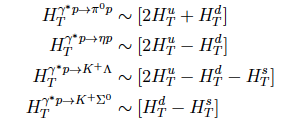 H_T^{γ*p→π⁰p} ∼ [2H_T^u + H_T^d]
H_T^{γ*p→ηp} ∼ [2H_T^u − H_T^d]
H_T^{γ*p→K⁺Λ} ∼ [2H_T^u − H_T^d − H_T^s]
H_T^{γ*p→K⁺Σ⁰} ∼ [H_T^d − H_T^s]